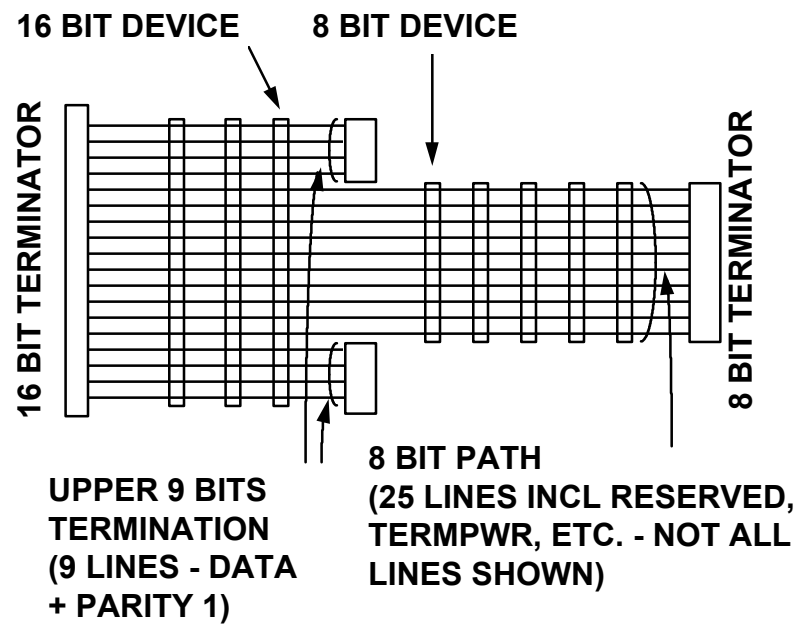 16 BIT DEVICE
8 BIT DEVICE
16 BIT TERMINATOR
8 BIT TERMINATOR
UPPER 9 BITS
TERMINATION
(9 LINES - DATA
+ PARITY 1)
8 BIT PATH
(25 LINES INCL RESERVED,
TERMPWR, ETC. - NOT ALL
LINES SHOWN)